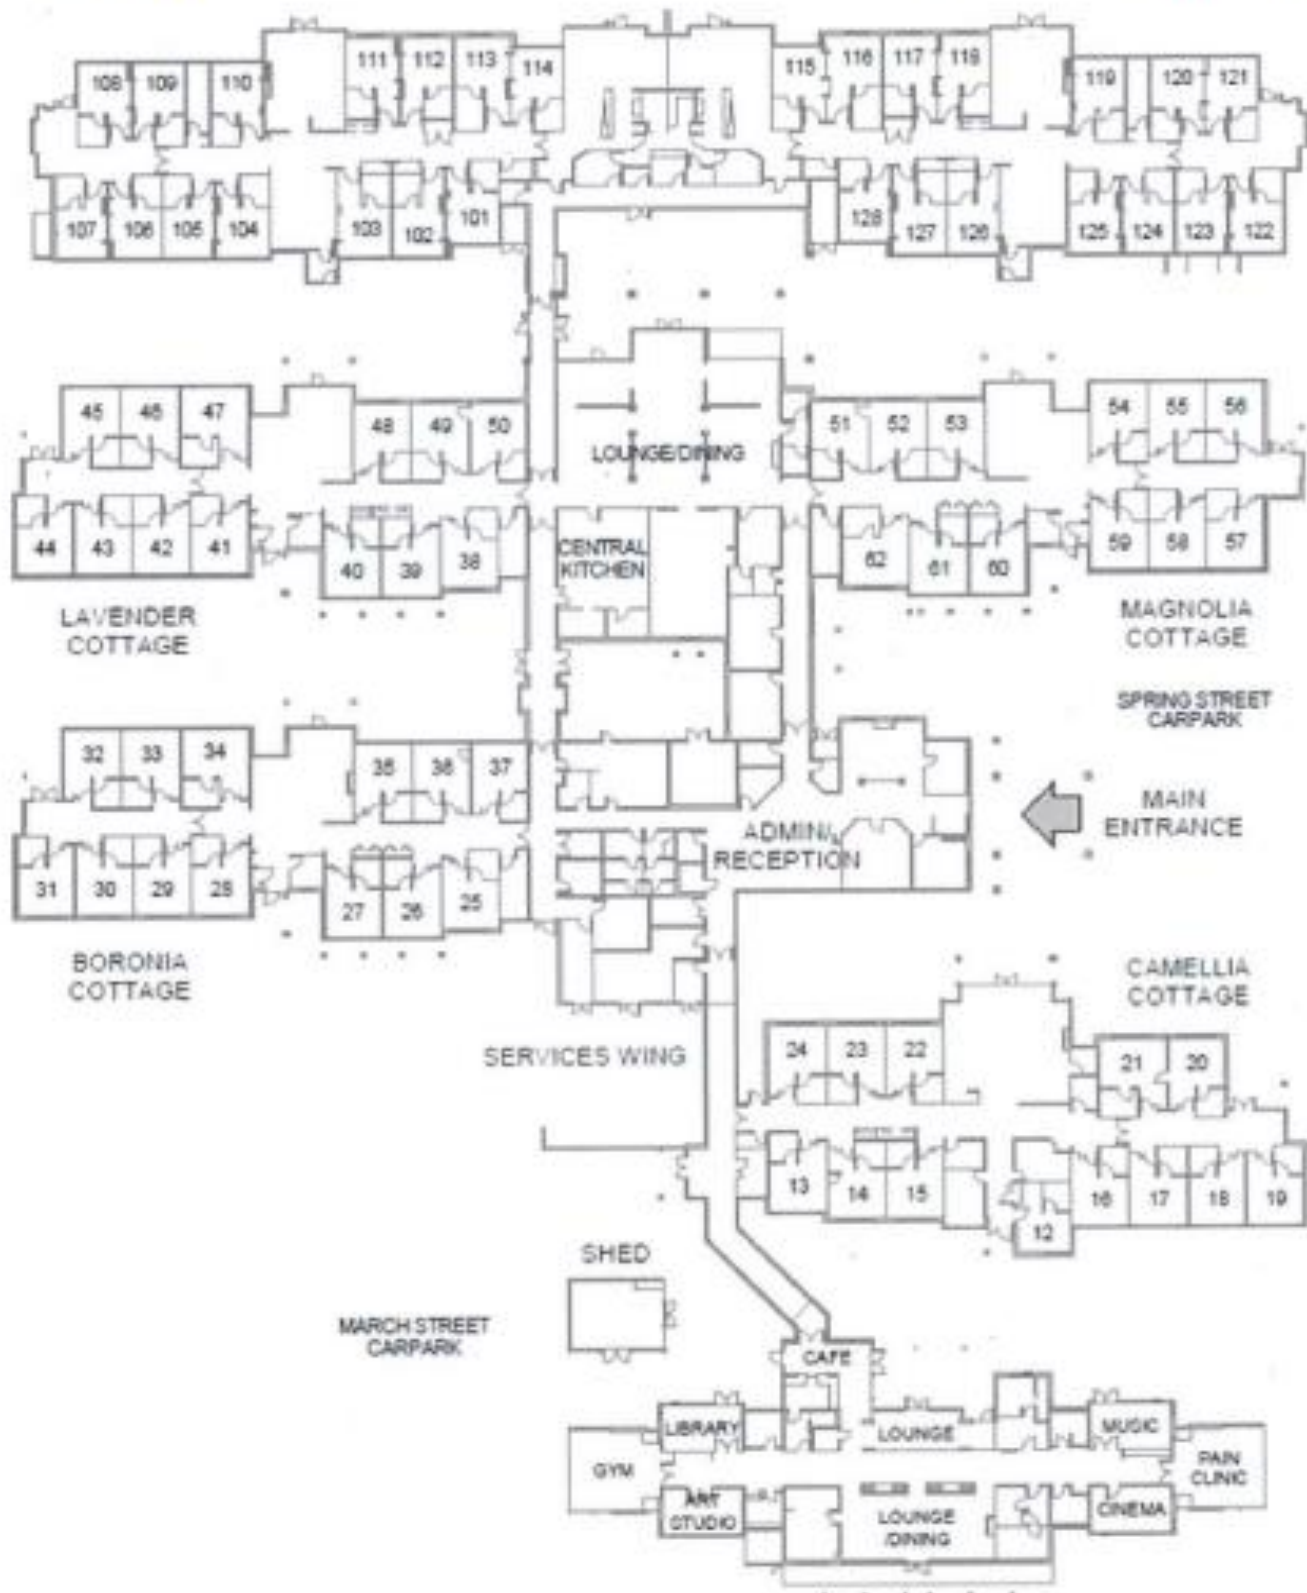 111 112 113 114 115 116 117 118
108 109 110 119 120 121
107 106 105 104 103 102 101 128 127 126 125 124 123 122
45 46 47 48 49 50 51 52 53 54 55 56
LOUNGE/DINING
44 43 42 41 40 39 38 62 61 60 59 58 57
CENTRAL
KITCHEN
LAVENDER
COTTAGE
MAGNOLIA
COTTAGE
SPRING STREET
CARPARK
32 33 34 35 36 37
MAIN
ENTRANCE
ADMIN/
RECEPTION
31 30 29 28 27 26 25
BORONIA
COTTAGE
CAMELLIA
COTTAGE
SERVICES WING
24 23 22 21 20
13 14 15 16 17 18 19
12
SHED
MARCH STREET
CARPARK
CAFE
LIBRARY
LOUNGE
MUSIC
GYM
PAIN
CLINIC
ART
STUDIO
LOUNGE
/DINING
CINEMA